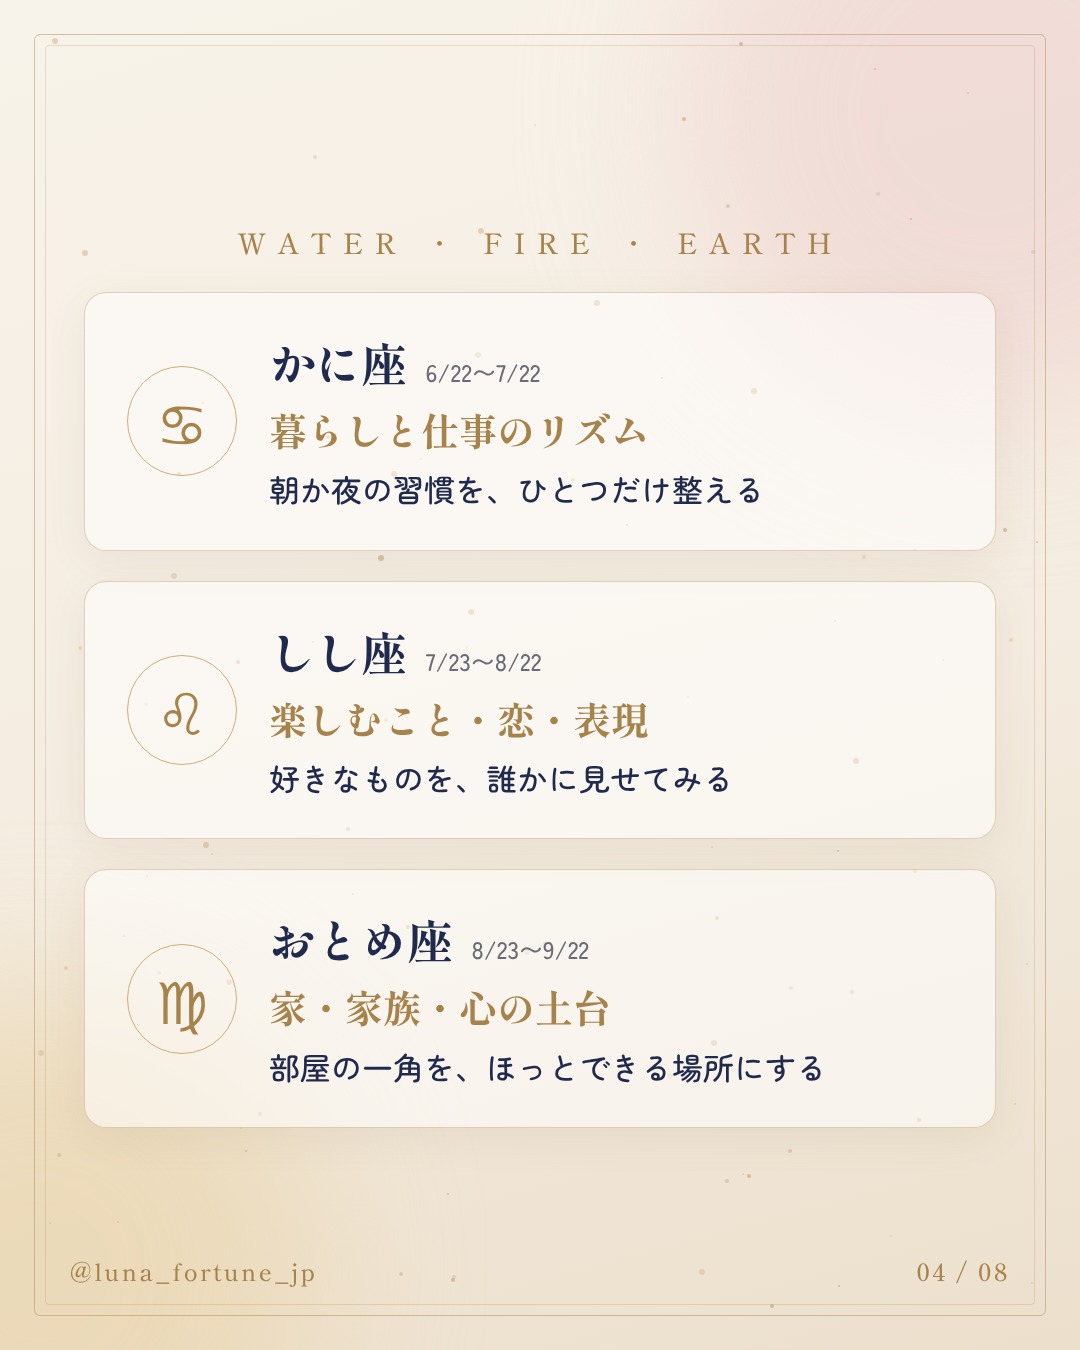 WATER · FIRE · EARTH
♋
かに座 6/22〜7/22
暮らしと仕事のリズム
朝か夜の習慣を、ひとつだけ整える
♌
しし座 7/23〜8/22
楽しむこと・恋・表現
好きなものを、誰かに見せてみる
♍
おとめ座 8/23〜9/22
家・家族・心の土台
部屋の一角を、ほっとできる場所にする
@luna_fortune_jp
04 / 08